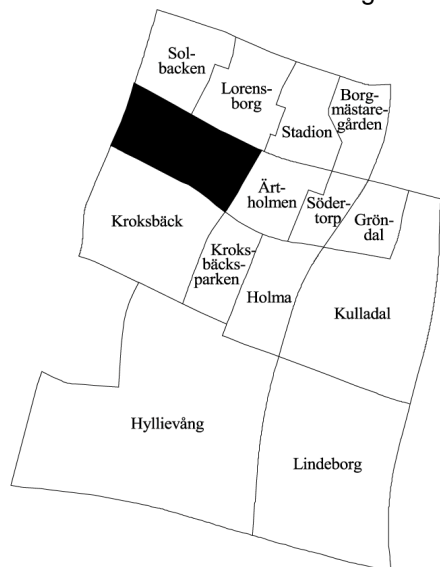 Sol-
backen
Lorens-
borg
Borg-
mästare-
gården
Stadion
Ärt-
holmen
Söder-
torp
Grön-
dal
Kroksbäck
Kroks-
bäcks-
parken
Holma
Kulladal
Hyllievång
Lindeborg